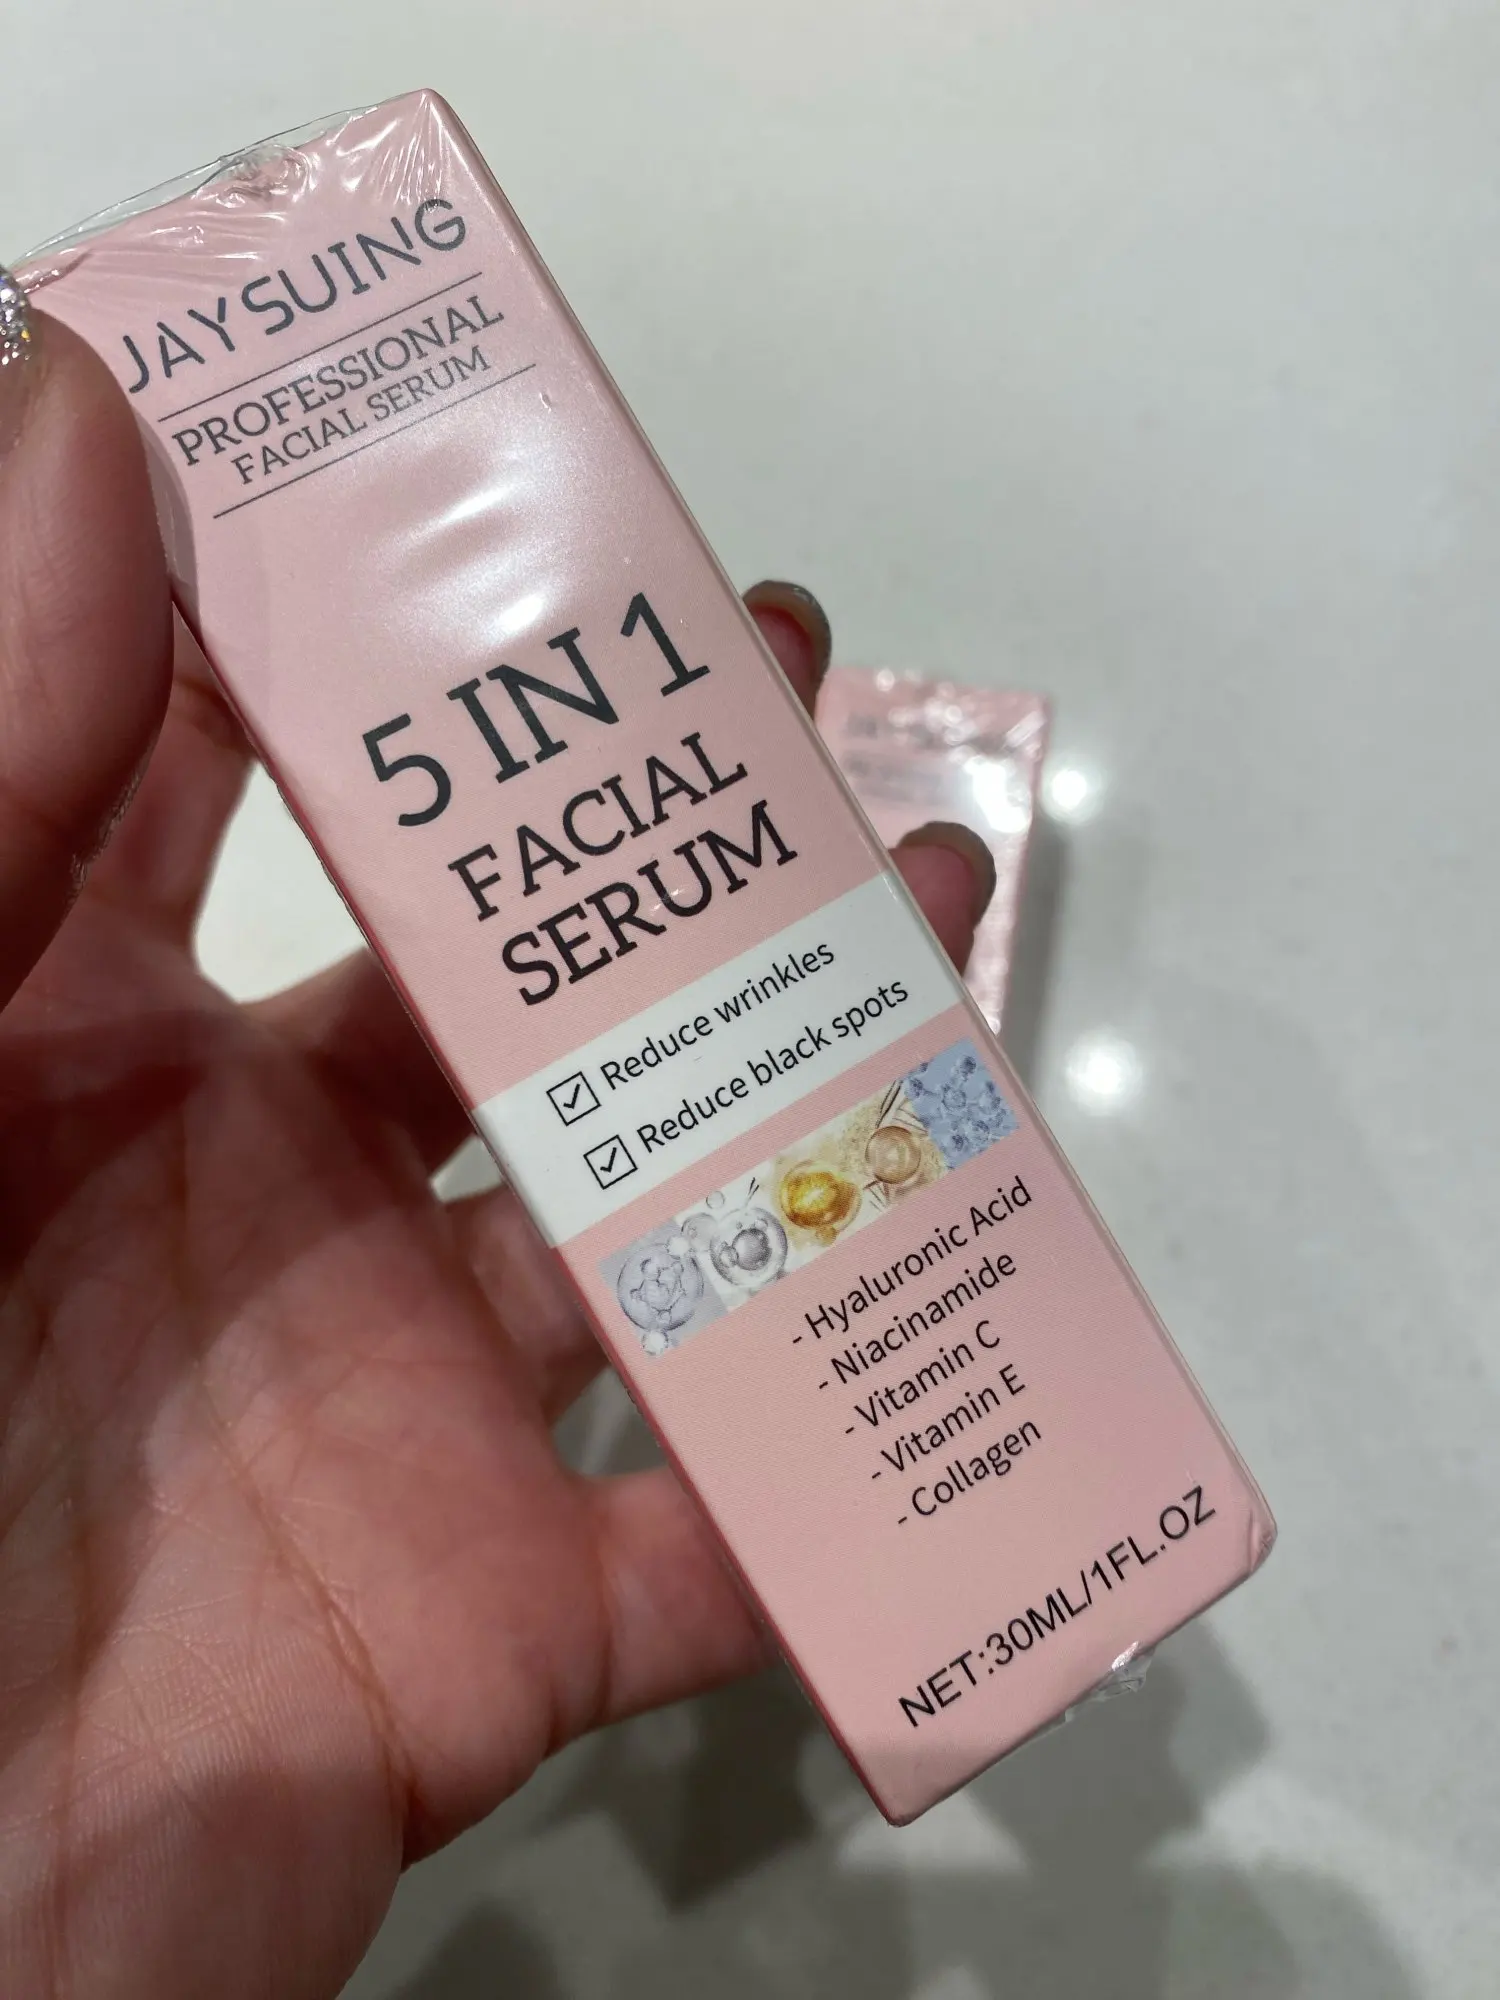 JAYSUING
PROFESSIONAL
FACIAL SERUM
5 IN 1
FACIAL
SERUM
Reduce wrinkles
Reduce black spots
- Hyaluronic Acid
- Niacinamide
- Vitamin C
- Vitamin E
- Collagen
NET:30ML/1FL.OZ